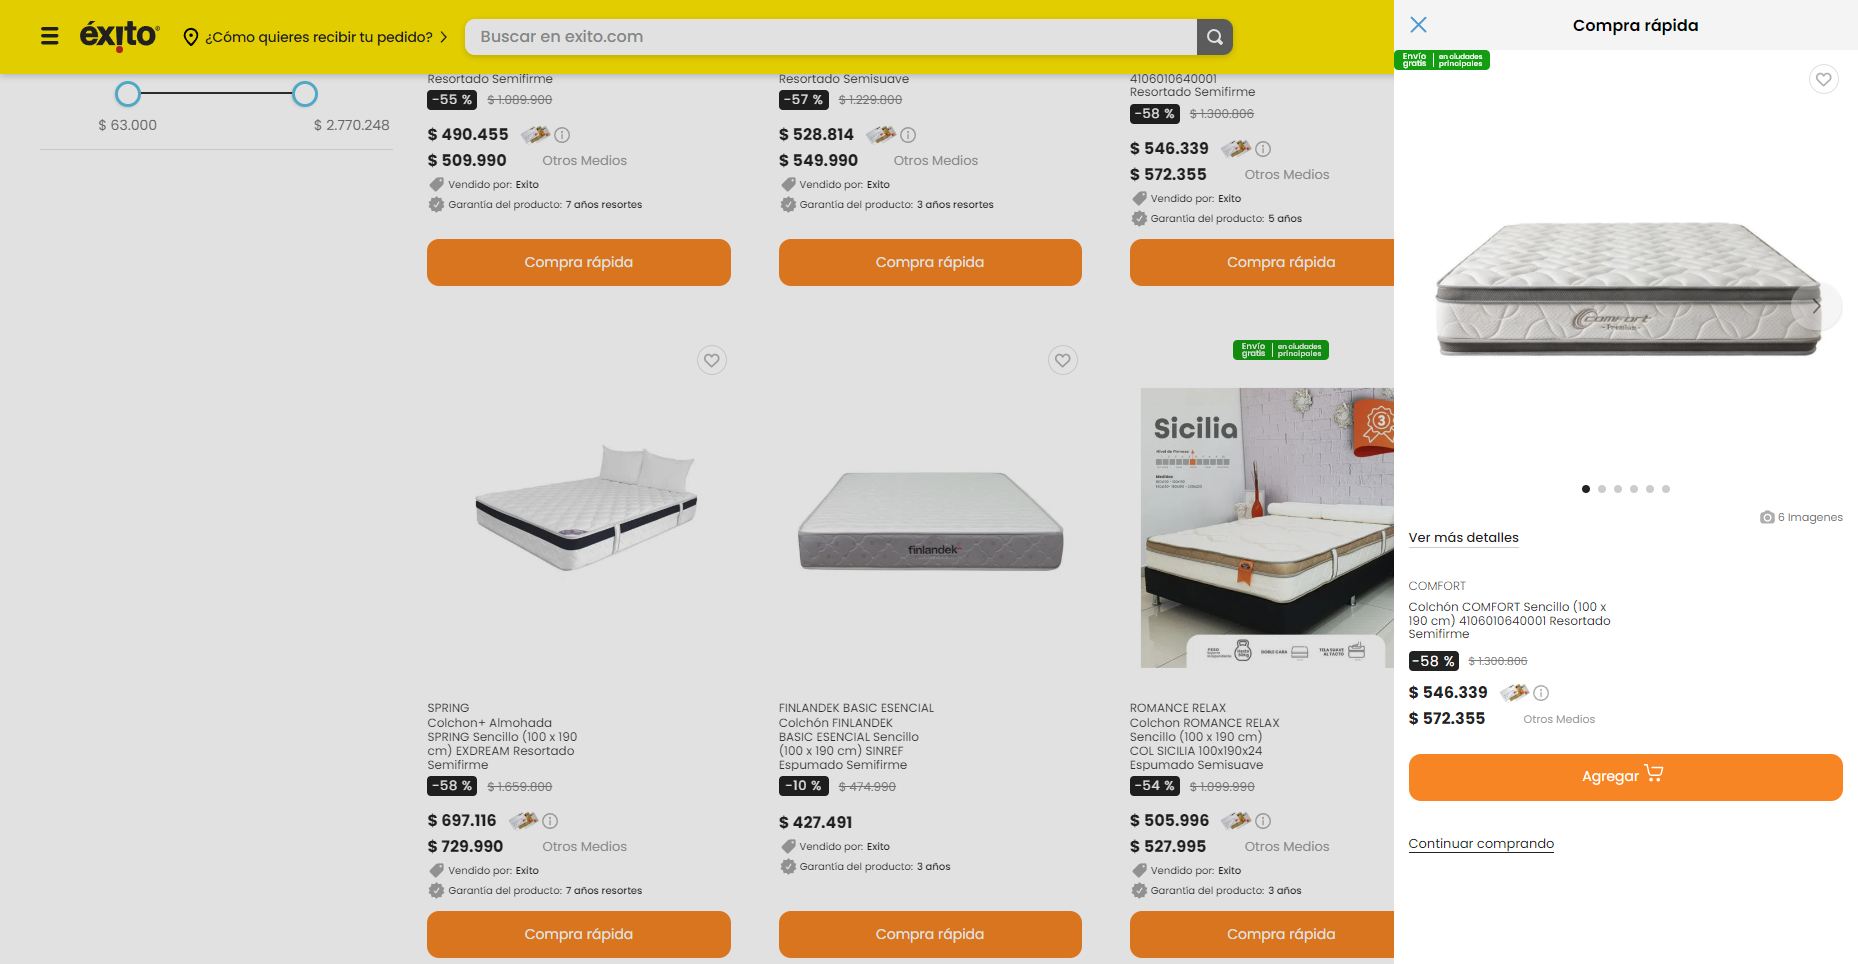 éxito
¿Cómo quieres recibir tu pedido?
Buscar en exito.com
$ 63.000
$ 2.770.248
Resortado Semifirme
-55 % $ 1.089.900
$ 490.455
$ 509.990 Otros Medios
Vendido por: Exito
Garantía del producto: 7 años resortes
Compra rápida
Resortado Semisuave
-57 % $ 1.229.800
$ 528.814
$ 549.990 Otros Medios
Vendido por: Exito
Garantía del producto: 3 años resortes
Compra rápida
4106010640001
Resortado Semifirme
-58 % $ 1.300.806
$ 546.339
$ 572.355 Otros Medios
Vendido por: Exito
Garantía del producto: 5 años
Compra rápida
SPRING
Colchon+ Almohada
SPRING Sencillo (100 x 190
cm) EXDREAM Resortado
Semifirme
-58 % $ 1.659.800
$ 697.116
$ 729.990 Otros Medios
Vendido por: Exito
Garantía del producto: 7 años resortes
Compra rápida
finlandek
FINLANDEK BASIC ESENCIAL
Colchón FINLANDEK
BASIC ESENCIAL Sencillo
(100 x 190 cm) SINREF
Espumado Semifirme
-10 % $ 474.990
$ 427.491
Vendido por: Exito
Garantía del producto: 3 años
Compra rápida
Envío gratis en ciudades principales
Sicilia
Nivel de Firmeza
Medidas
3
DOBLE CARA
TELA SUAVE
AL TACTO
ROMANCE RELAX
Colchon ROMANCE RELAX
Sencillo (100 x 190 cm)
COL SICILIA 100x190x24
Espumado Semisuave
-54 % $ 1.099.990
$ 505.996
$ 527.995 Otros Medios
Vendido por: Exito
Garantía del producto: 3 años
Compra rápida
Compra rápida
Envío gratis en ciudades principales
comfort
Premium
6 Imagenes
Ver más detalles
COMFORT
Colchón COMFORT Sencillo (100 x
190 cm) 4106010640001 Resortado
Semifirme
-58 % $ 1.300.806
$ 546.339
$ 572.355 Otros Medios
Agregar
Continuar comprando